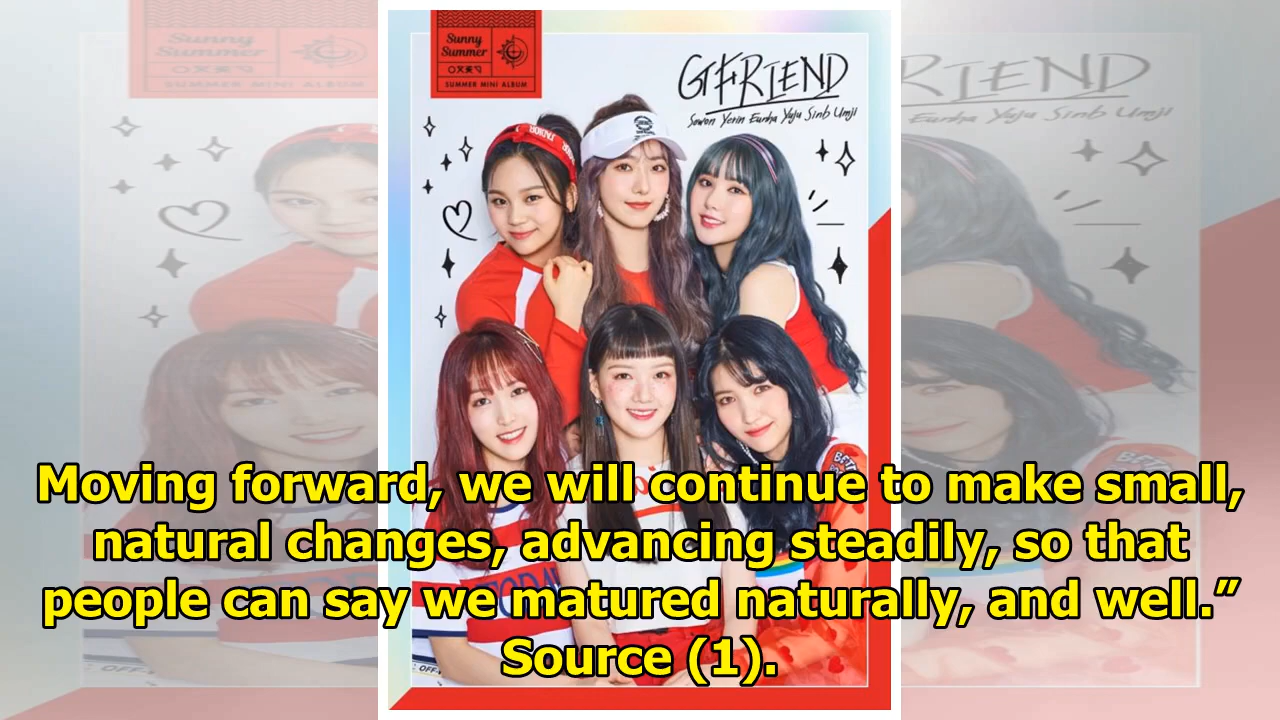 Sunny
Summer
SUMMER MINI ALBUM
GFRIEND
Sowon Yerin Eunha Yuju SinB Umji
Moving forward, we will continue to make small,
natural changes, advancing steadily, so that
people can say we matured naturally, and well.”
Source (1).